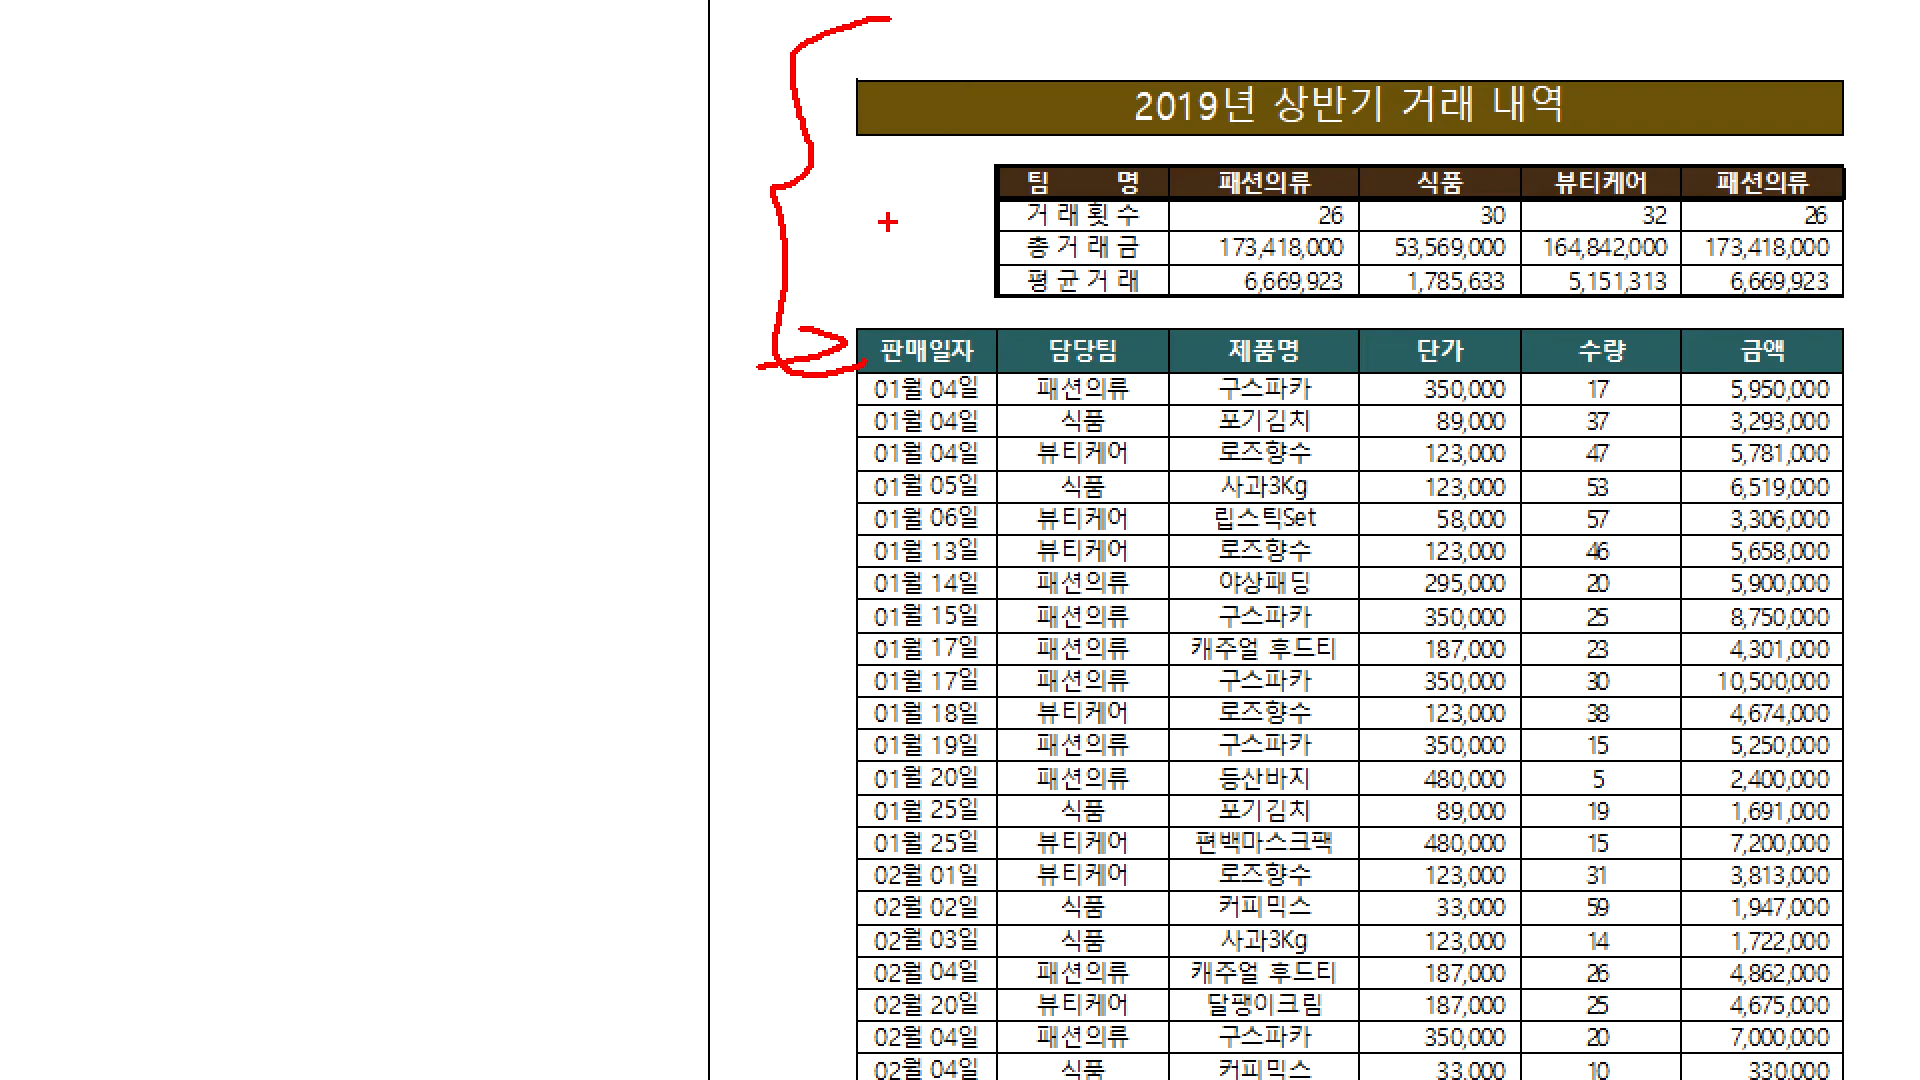 2019년 상반기 거래 내역
팀 명 패션의류 식품 뷰티케어 패션의류
거 래 횟 수 26 30 32 26
총 거 래 금 173,418,000 53,569,000 164,842,000 173,418,000
평 균 거 래 6,669,923 1,785,633 5,151,313 6,669,923
판매일자 담당팀 제품명 단가 수량 금액
01월 04일 패션의류 구스파카 350,000 17 5,950,000
01월 04일 식품 포기김치 89,000 37 3,293,000
01월 04일 뷰티케어 로즈향수 123,000 47 5,781,000
01월 05일 식품 사과3Kg 123,000 53 6,519,000
01월 06일 뷰티케어 립스틱Set 58,000 57 3,306,000
01월 13일 뷰티케어 로즈향수 123,000 46 5,658,000
01월 14일 패션의류 야상패딩 295,000 20 5,900,000
01월 15일 패션의류 구스파카 350,000 25 8,750,000
01월 17일 패션의류 캐주얼 후드티 187,000 23 4,301,000
01월 17일 패션의류 구스파카 350,000 30 10,500,000
01월 18일 뷰티케어 로즈향수 123,000 38 4,674,000
01월 19일 패션의류 구스파카 350,000 15 5,250,000
01월 20일 패션의류 등산바지 480,000 5 2,400,000
01월 25일 식품 포기김치 89,000 19 1,691,000
01월 25일 뷰티케어 편백마스크팩 480,000 15 7,200,000
02월 01일 뷰티케어 로즈향수 123,000 31 3,813,000
02월 02일 식품 커피믹스 33,000 59 1,947,000
02월 03일 식품 사과3Kg 123,000 14 1,722,000
02월 04일 패션의류 캐주얼 후드티 187,000 26 4,862,000
02월 20일 뷰티케어 달팽이크림 187,000 25 4,675,000
02월 04일 패션의류 구스파카 350,000 20 7,000,000
02월 04일 식품 커피믹스 33,000 10 330,000